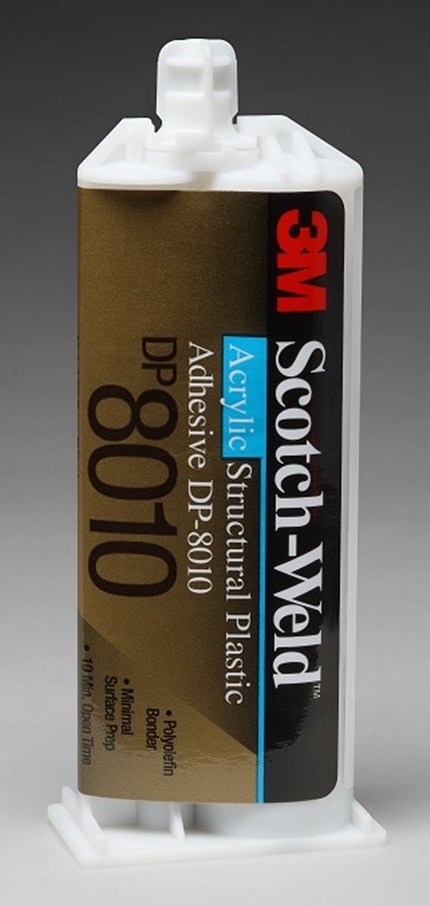 3M
Scotch-Weld™
Acrylic Structural Plastic
Adhesive DP-8010
DP
8010
• Polyolefin
Bonder
• Minimal
Surface Prep
• 10 Min. Open Time